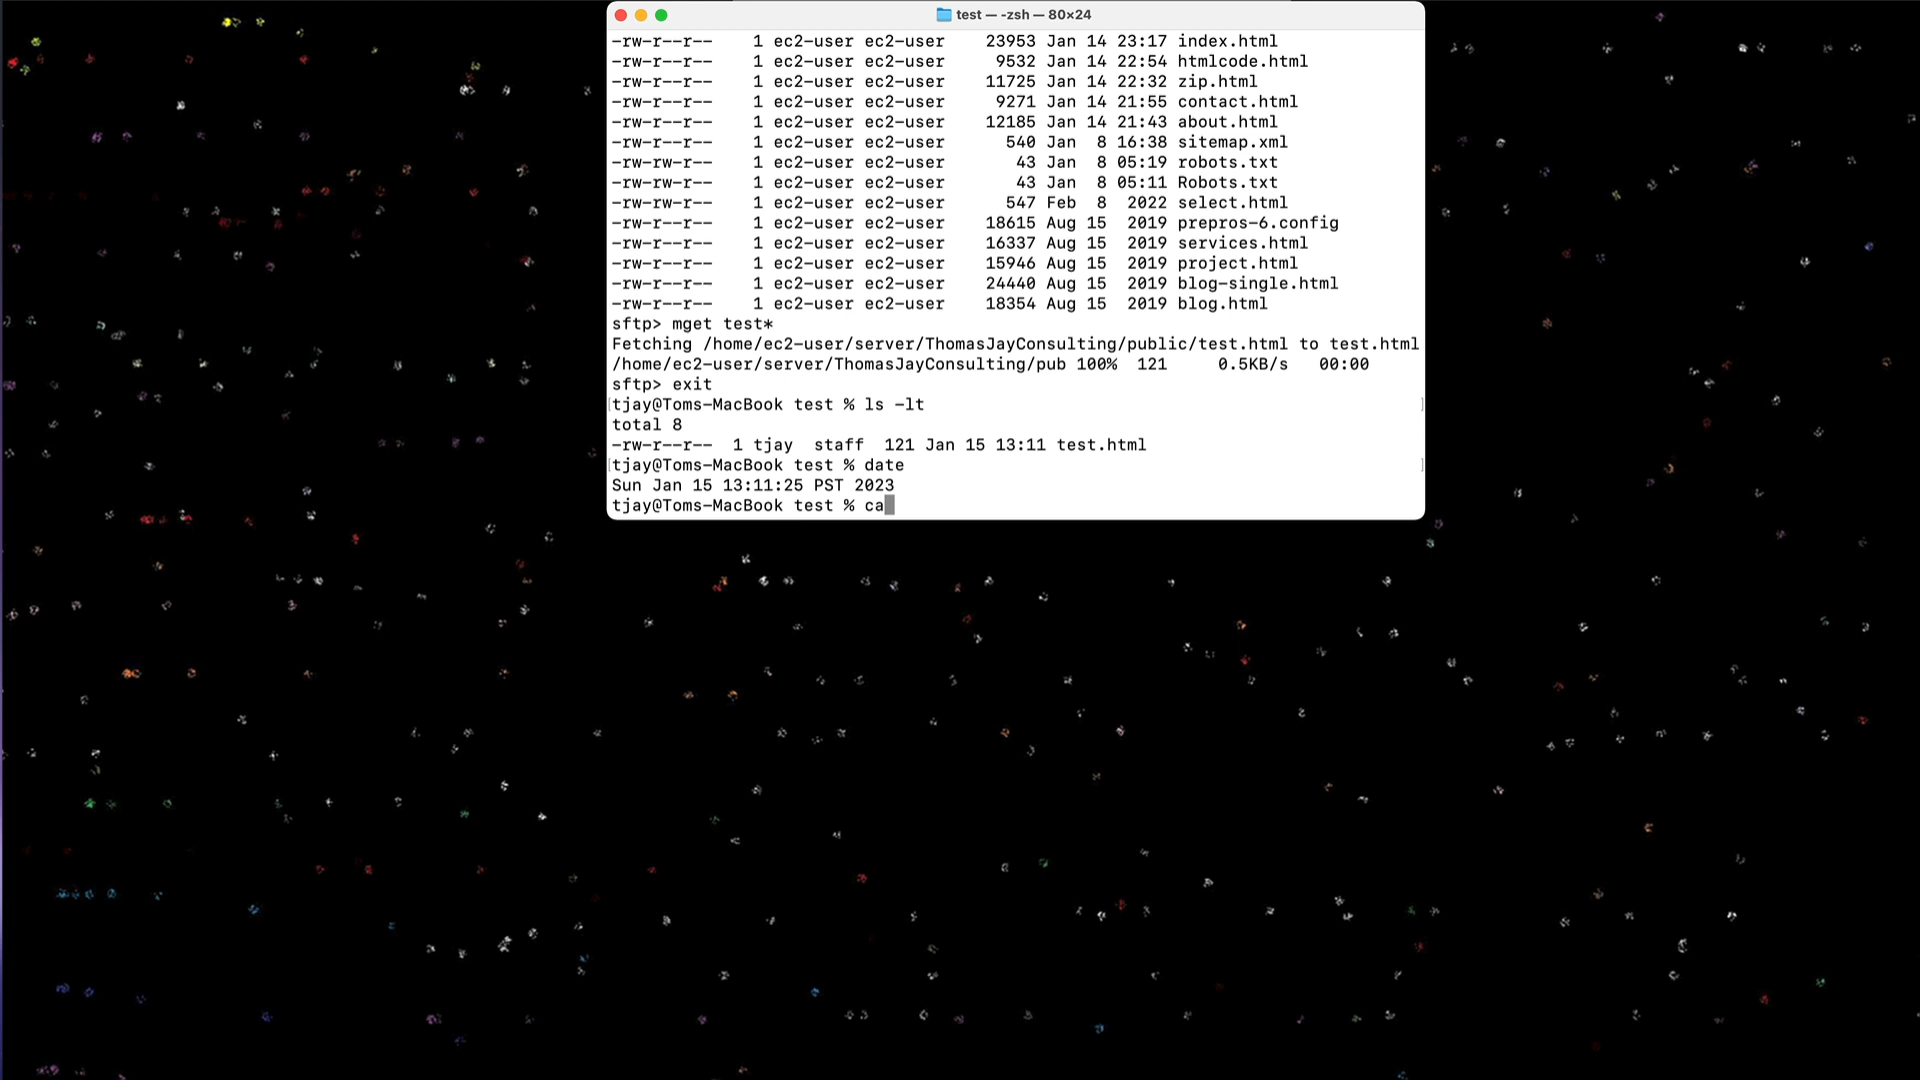 test — -zsh — 80×24
-rw-r--r--    1 ec2-user ec2-user    23953 Jan 14 23:17 index.html
-rw-r--r--    1 ec2-user ec2-user     9532 Jan 14 22:54 htmlcode.html
-rw-r--r--    1 ec2-user ec2-user    11725 Jan 14 22:32 zip.html
-rw-r--r--    1 ec2-user ec2-user     9271 Jan 14 21:55 contact.html
-rw-r--r--    1 ec2-user ec2-user    12185 Jan 14 21:43 about.html
-rw-r--r--    1 ec2-user ec2-user      540 Jan  8 16:38 sitemap.xml
-rw-rw-r--    1 ec2-user ec2-user       43 Jan  8 05:19 robots.txt
-rw-rw-r--    1 ec2-user ec2-user       43 Jan  8 05:11 Robots.txt
-rw-rw-r--    1 ec2-user ec2-user      547 Feb  8  2022 select.html
-rw-r--r--    1 ec2-user ec2-user    18615 Aug 15  2019 prepros-6.config
-rw-r--r--    1 ec2-user ec2-user    16337 Aug 15  2019 services.html
-rw-r--r--    1 ec2-user ec2-user    15946 Aug 15  2019 project.html
-rw-r--r--    1 ec2-user ec2-user    24440 Aug 15  2019 blog-single.html
-rw-r--r--    1 ec2-user ec2-user    18354 Aug 15  2019 blog.html
sftp> mget test*
Fetching /home/ec2-user/server/ThomasJayConsulting/public/test.html to test.html
/home/ec2-user/server/ThomasJayConsulting/pub 100%  121     0.5KB/s   00:00
sftp> exit
[tjay@Toms-MacBook test % ls -lt ]
total 8
-rw-r--r--  1 tjay  staff  121 Jan 15 13:11 test.html
[tjay@Toms-MacBook test % date ]
Sun Jan 15 13:11:25 PST 2023
tjay@Toms-MacBook test % ca